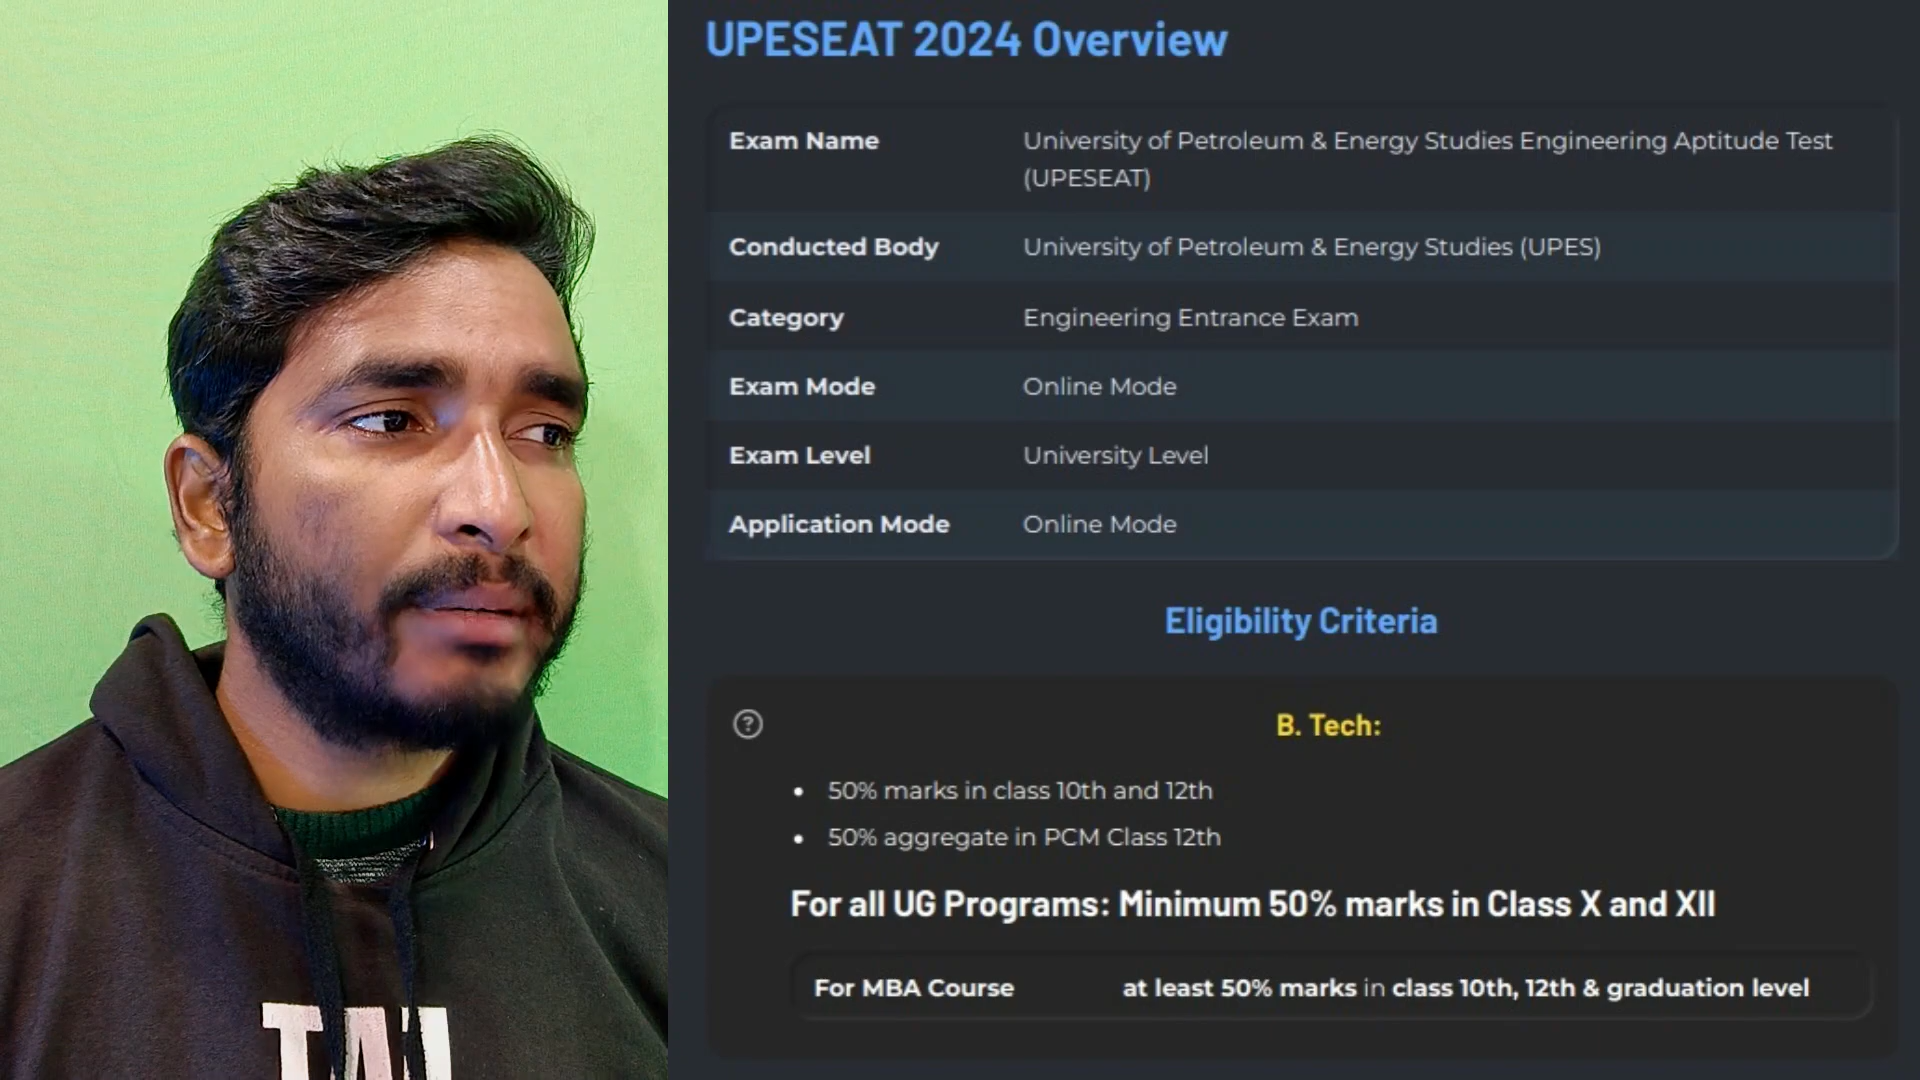 UPESEAT 2024 Overview
Exam Name
University of Petroleum & Energy Studies Engineering Aptitude Test
(UPESEAT)
Conducted Body
University of Petroleum & Energy Studies (UPES)
Category
Engineering Entrance Exam
Exam Mode
Online Mode
Exam Level
University Level
Application Mode
Online Mode
Eligibility Criteria
?
B. Tech:
• 50% marks in class 10th and 12th
• 50% aggregate in PCM Class 12th
For all UG Programs: Minimum 50% marks in Class X and XII
For MBA Course
at least 50% marks in class 10th, 12th & graduation level